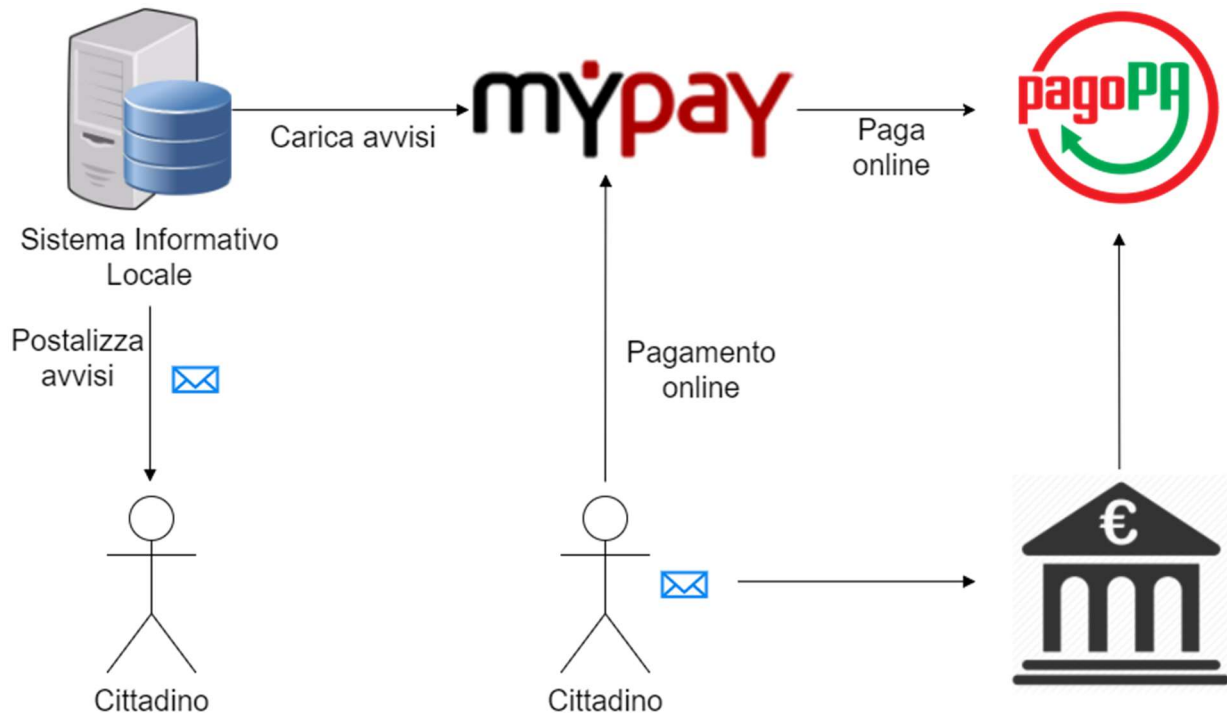 mypay
pagoPA
Carica avvisi
Paga
online
Sistema Informativo
Locale
Postalizza
avvisi
Pagamento
online
€
Cittadino
Cittadino